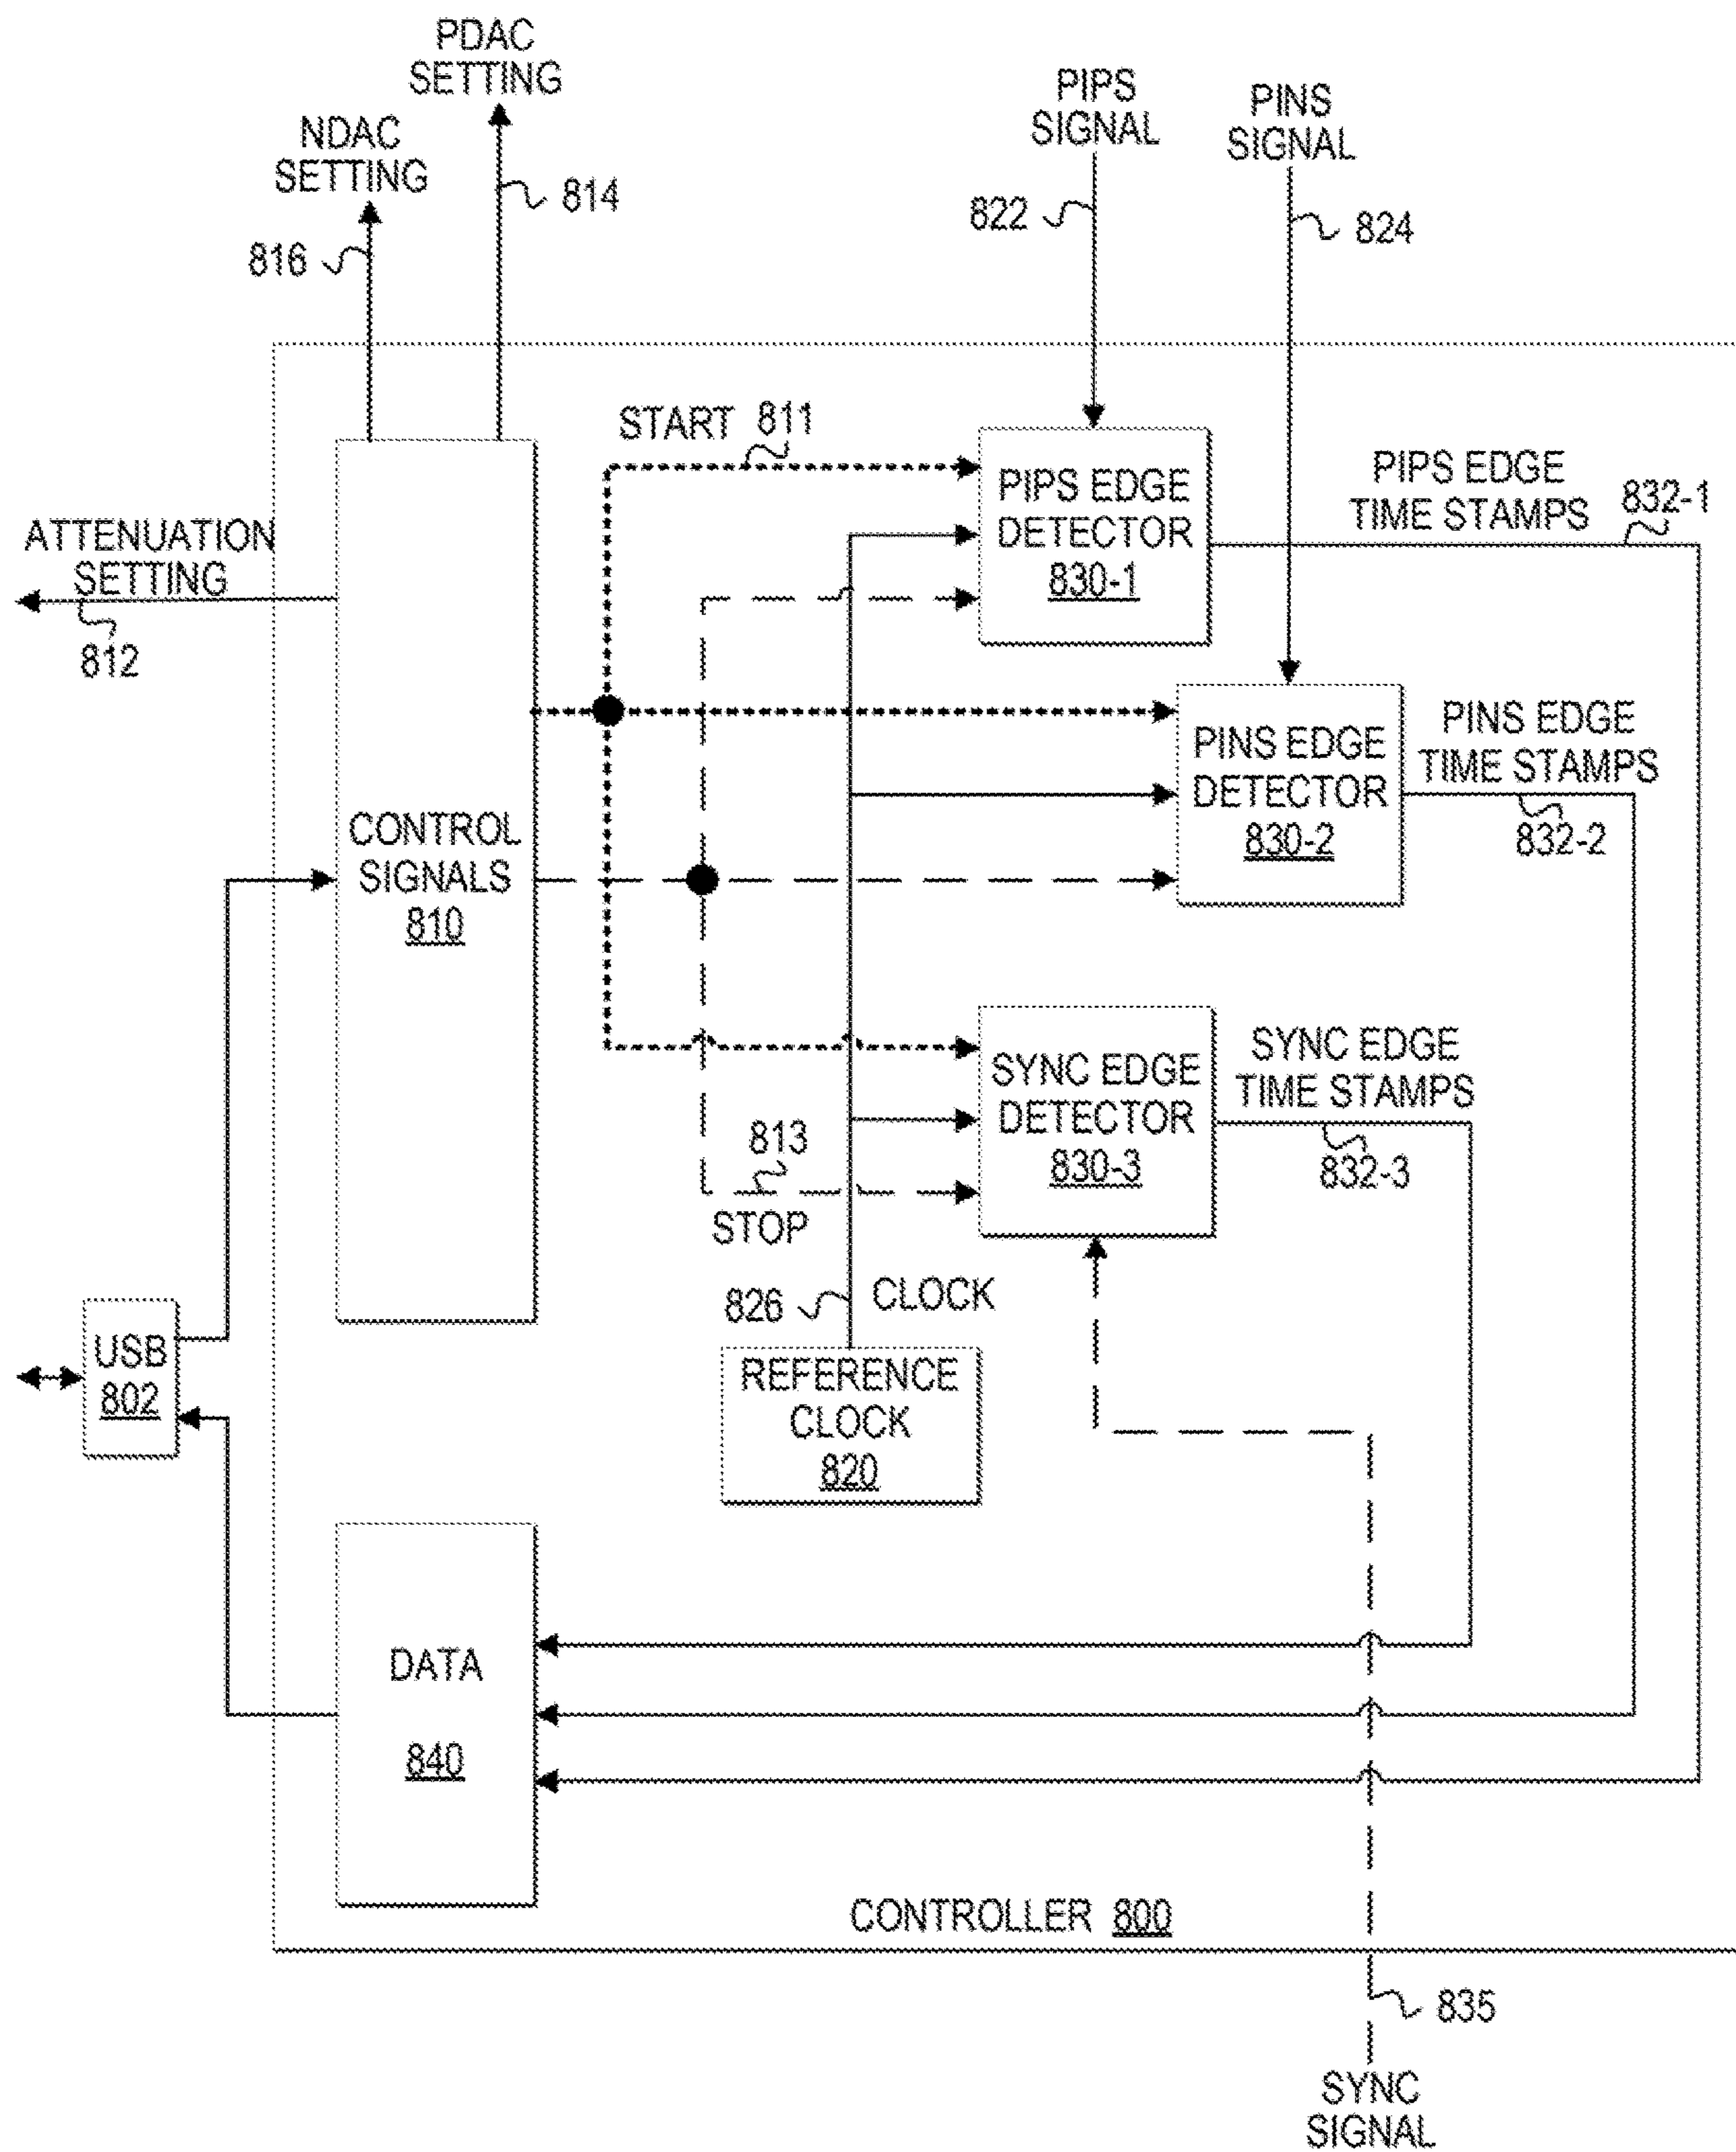 PDAC
SETTING
NDAC
SETTING
814
816
PIPS
SIGNAL
PINS
SIGNAL
822
824
START 811
ATTENUATION
SETTING
812
PIPS EDGE
DETECTOR
830-1
PIPS EDGE
TIME STAMPS
832-1
PINS EDGE
DETECTOR
830-2
PINS EDGE
TIME STAMPS
832-2
CONTROL
SIGNALS
810
SYNC EDGE
DETECTOR
830-3
SYNC EDGE
TIME STAMPS
832-3
813
STOP
826
CLOCK
USB
802
REFERENCE
CLOCK
820
DATA
840
CONTROLLER 800
835
SYNC
SIGNAL